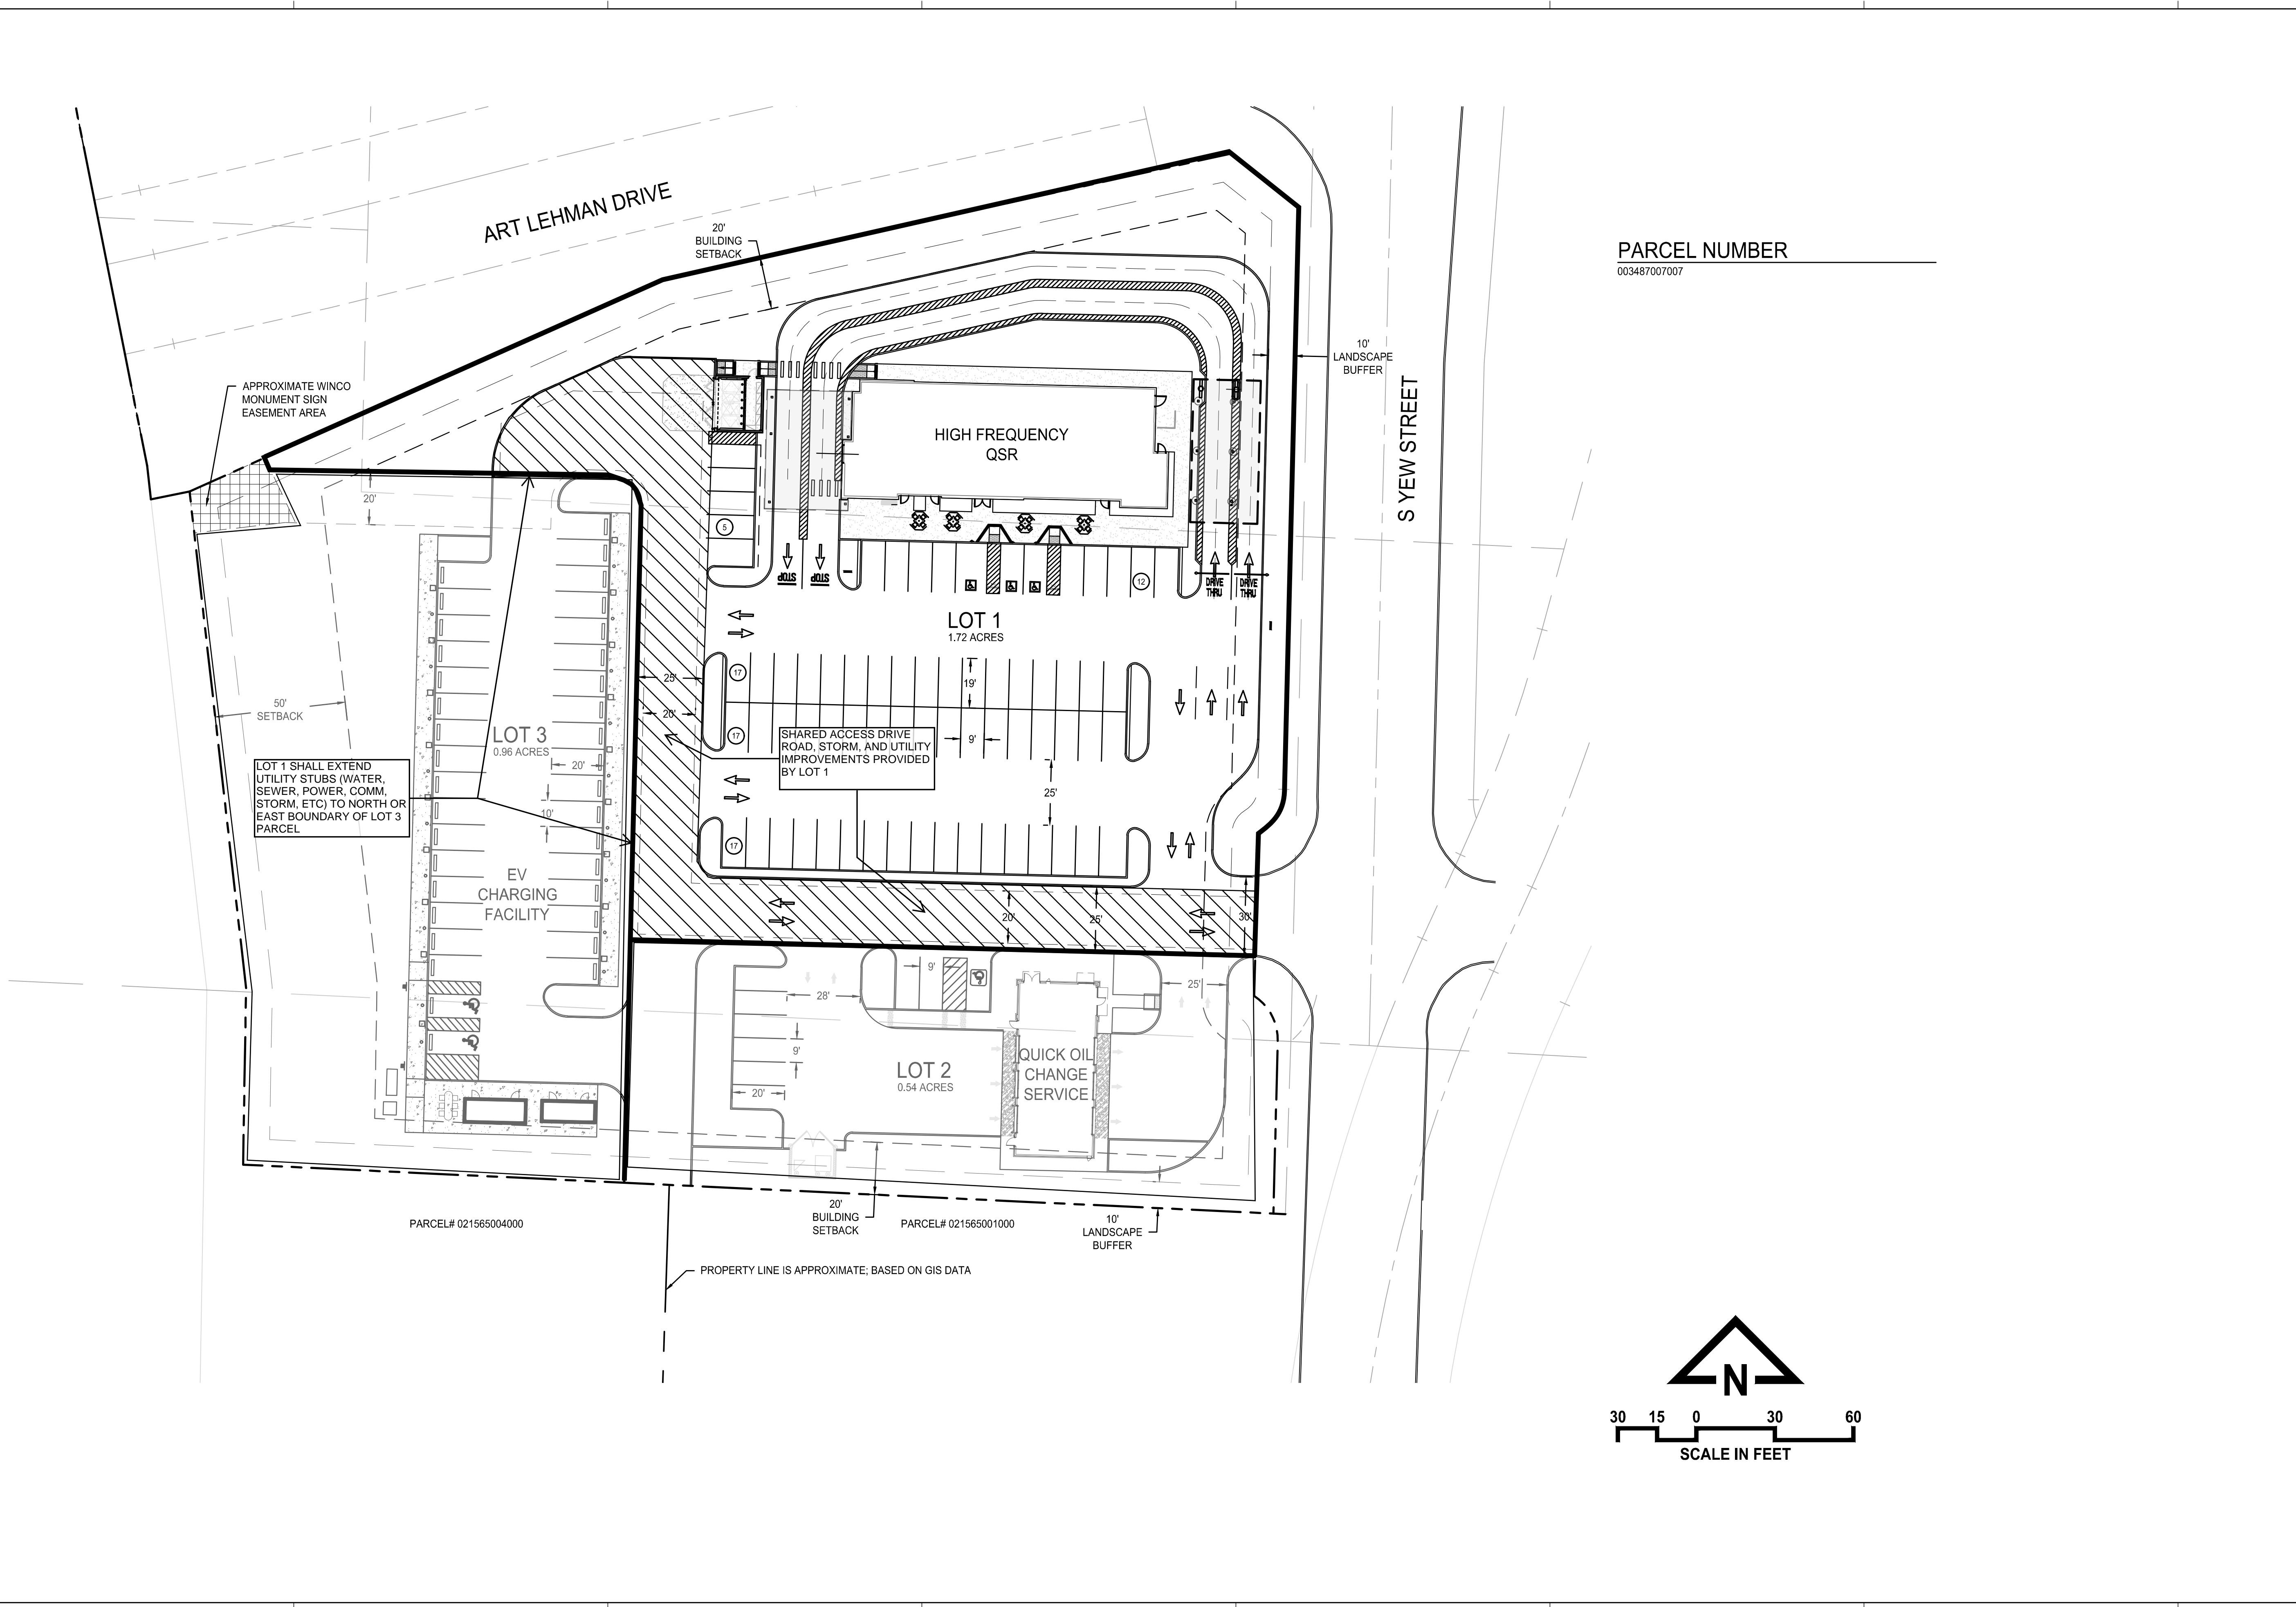 ART LEHMAN DRIVE
20'
BUILDING
SETBACK
PARCEL NUMBER
003487007007
10'
LANDSCAPE
BUFFER
S YEW STREET
APPROXIMATE WINCO
MONUMENT SIGN
EASEMENT AREA
HIGH FREQUENCY
QSR
20'
5
STOP
STOP
12
DRIVE
THRU
DRIVE
THRU
LOT 1
1.72 ACRES
17
25'
19'
20'
50'
SETBACK
17
9'
SHARED ACCESS DRIVE
ROAD, STORM, AND UTILITY
IMPROVEMENTS PROVIDED
BY LOT 1
LOT 3
0.96 ACRES
20'
LOT 1 SHALL EXTEND
UTILITY STUBS (WATER,
SEWER, POWER, COMM,
STORM, ETC) TO NORTH OR
EAST BOUNDARY OF LOT 3
PARCEL
25'
10'
17
EV
CHARGING
FACILITY
20'
25'
30'
9'
28'
25'
9'
QUICK OIL
CHANGE
SERVICE
LOT 2
0.54 ACRES
20'
20'
BUILDING
SETBACK
PARCEL# 021565004000
PARCEL# 021565001000
10'
LANDSCAPE
BUFFER
PROPERTY LINE IS APPROXIMATE; BASED ON GIS DATA
N
30 15 0 30 60
SCALE IN FEET